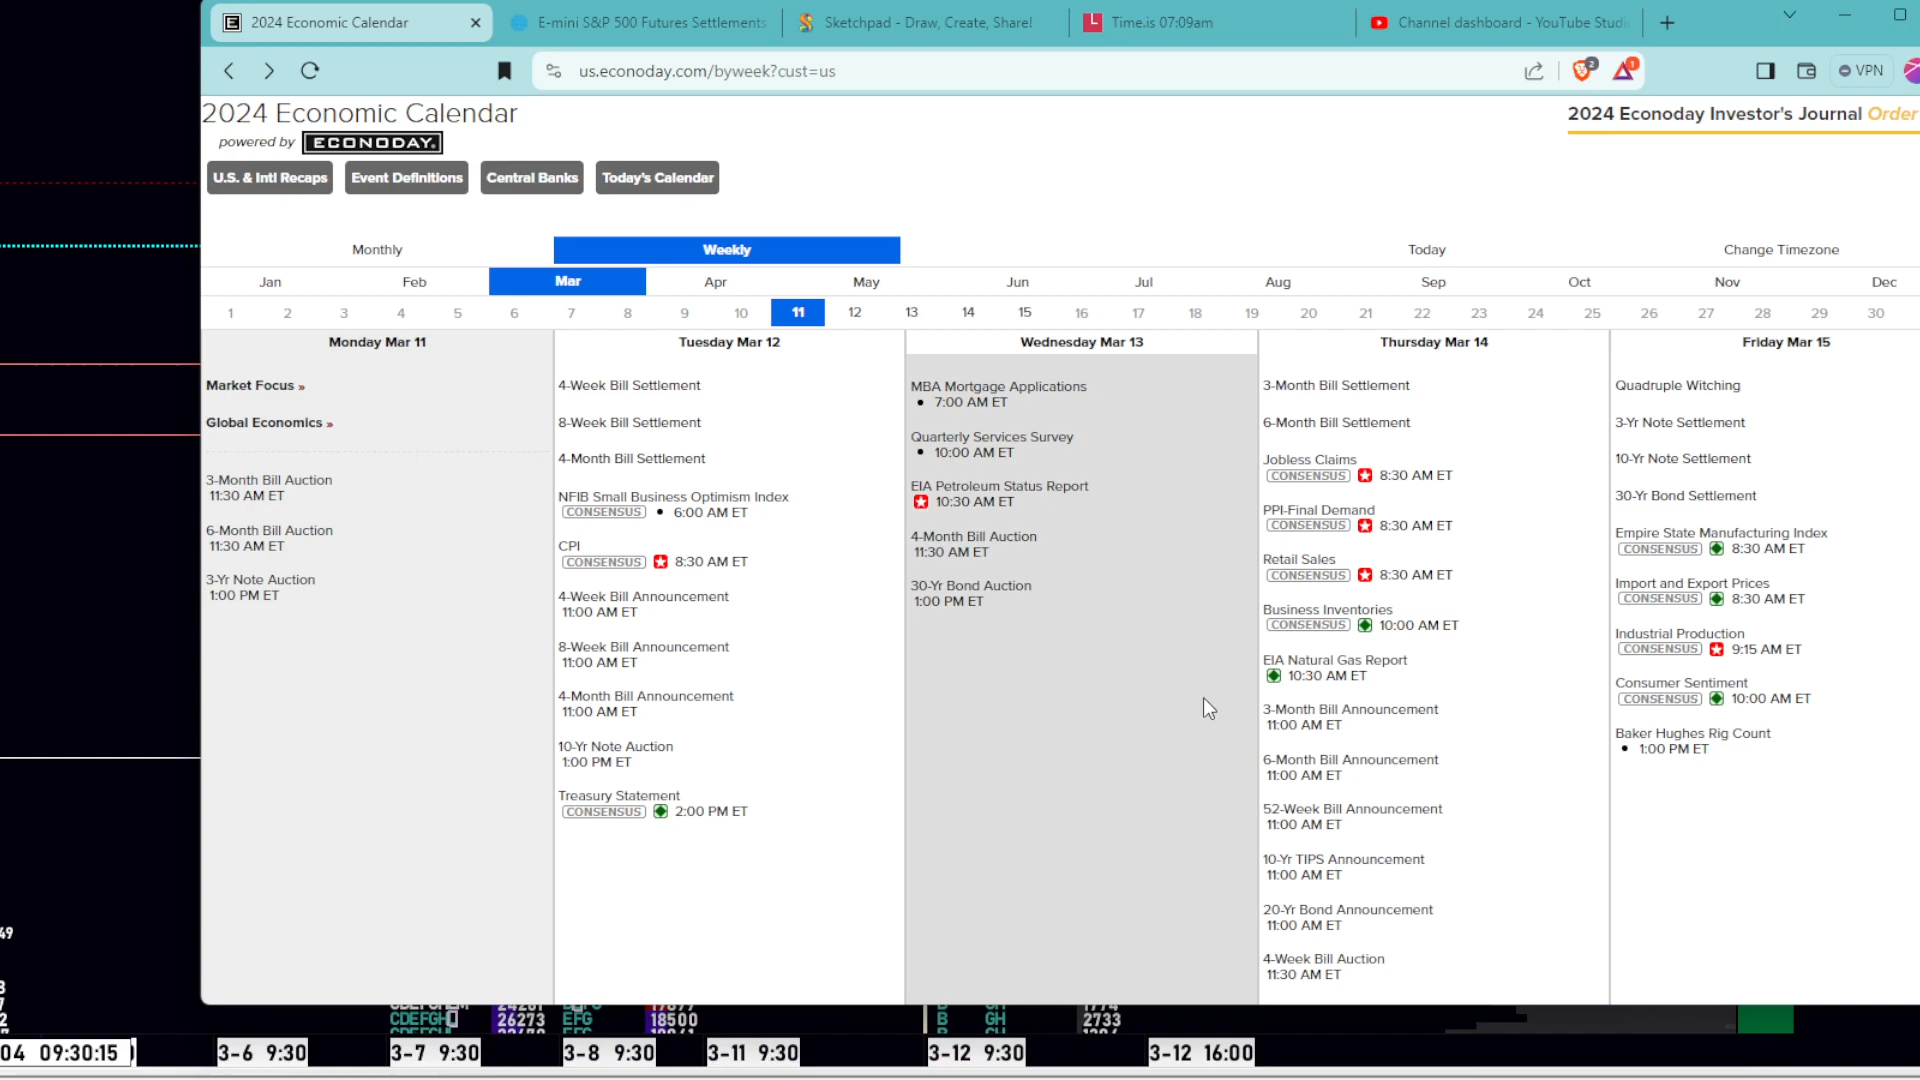 2024 Economic Calendar
E-mini S&P 500 Futures Settlements
Sketchpad - Draw, Create, Share!
Time.is 07:09am
Channel dashboard - YouTube Studi
us.econoday.com/byweek?cust=us
2
1
VPN
2024 Economic Calendar
powered by ECONODAY.
2024 Econoday Investor's Journal Order
U.S. & Intl Recaps
Event Definitions
Central Banks
Today's Calendar
Monthly
Weekly
Today
Change Timezone
Jan Feb Mar Apr May Jun Jul Aug Sep Oct Nov Dec
1 2 3 4 5 6 7 8 9 10 11 12 13 14 15 16 17 18 19 20 21 22 23 24 25 26 27 28 29 30
Monday Mar 11
Market Focus »
Global Economics »
3-Month Bill Auction
11:30 AM ET
6-Month Bill Auction
11:30 AM ET
3-Yr Note Auction
1:00 PM ET
Tuesday Mar 12
4-Week Bill Settlement
8-Week Bill Settlement
4-Month Bill Settlement
NFIB Small Business Optimism Index
CONSENSUS • 6:00 AM ET
CPI
CONSENSUS 8:30 AM ET
4-Week Bill Announcement
11:00 AM ET
8-Week Bill Announcement
11:00 AM ET
4-Month Bill Announcement
11:00 AM ET
10-Yr Note Auction
1:00 PM ET
Treasury Statement
CONSENSUS 2:00 PM ET
Wednesday Mar 13
MBA Mortgage Applications
• 7:00 AM ET
Quarterly Services Survey
• 10:00 AM ET
EIA Petroleum Status Report
10:30 AM ET
4-Month Bill Auction
11:30 AM ET
30-Yr Bond Auction
1:00 PM ET
Thursday Mar 14
3-Month Bill Settlement
6-Month Bill Settlement
Jobless Claims
CONSENSUS 8:30 AM ET
PPI-Final Demand
CONSENSUS 8:30 AM ET
Retail Sales
CONSENSUS 8:30 AM ET
Business Inventories
CONSENSUS 10:00 AM ET
EIA Natural Gas Report
10:30 AM ET
3-Month Bill Announcement
11:00 AM ET
6-Month Bill Announcement
11:00 AM ET
52-Week Bill Announcement
11:00 AM ET
10-Yr TIPS Announcement
11:00 AM ET
20-Yr Bond Announcement
11:00 AM ET
4-Week Bill Auction
11:30 AM ET
Friday Mar 15
Quadruple Witching
3-Yr Note Settlement
10-Yr Note Settlement
30-Yr Bond Settlement
Empire State Manufacturing Index
CONSENSUS 8:30 AM ET
Import and Export Prices
CONSENSUS 8:30 AM ET
Industrial Production
CONSENSUS 9:15 AM ET
Consumer Sentiment
CONSENSUS 10:00 AM ET
Baker Hughes Rig Count
• 1:00 PM ET
49
2
CDEFGH 26273 EFG 18500 B GH 2733
04 09:30:15 3-6 9:30 3-7 9:30 3-8 9:30 3-11 9:30 3-12 9:30 3-12 16:00